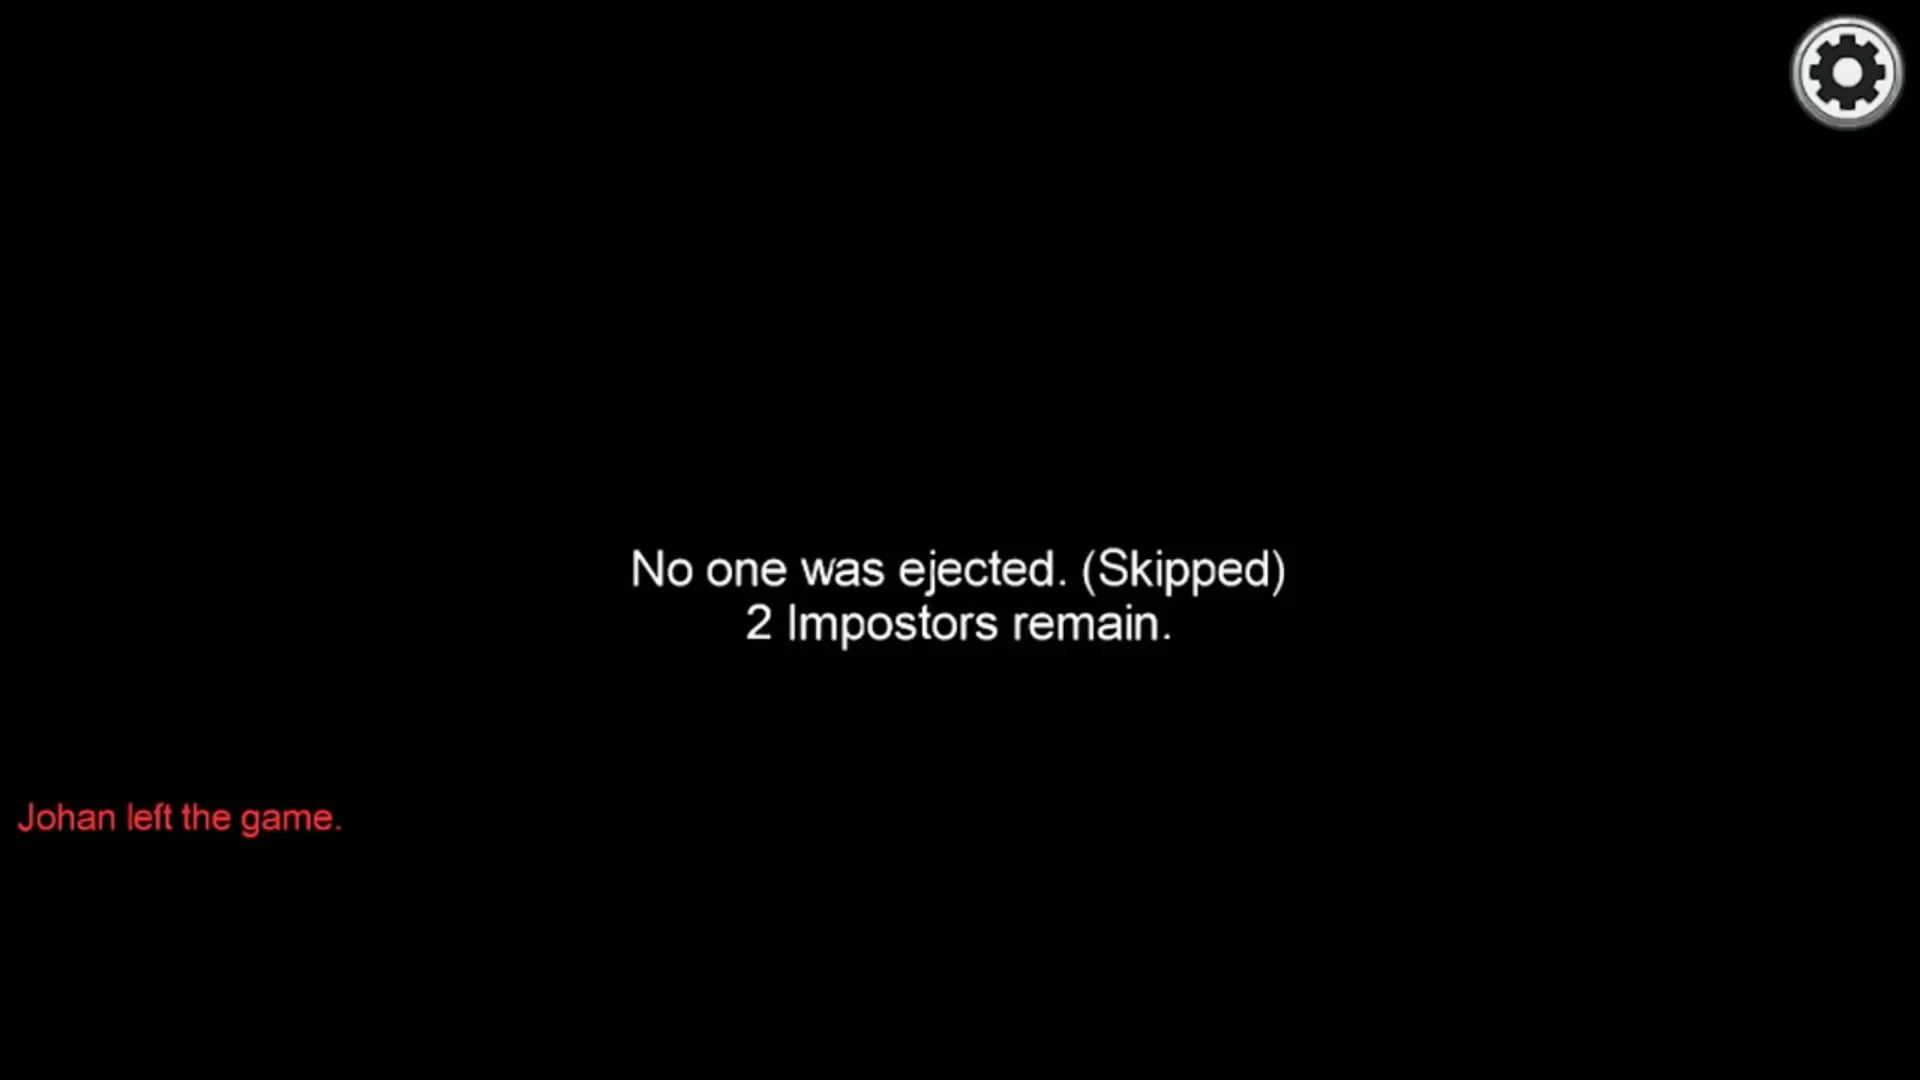 No one was ejected. (Skipped)
2 Impostors remain.
Johan left the game.